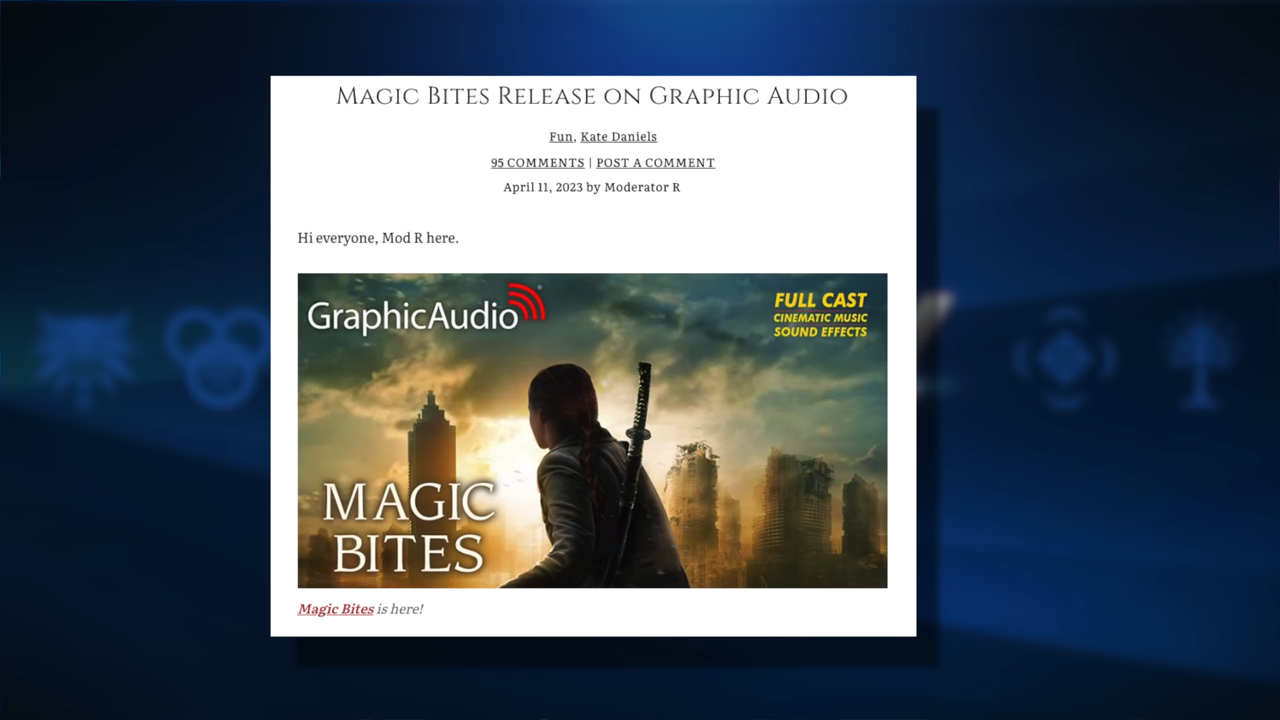 Magic Bites Release on Graphic Audio
Fun, Kate Daniels
95 COMMENTS | POST A COMMENT
April 11, 2023 by Moderator R
Hi everyone, Mod R here.
GraphicAudio®
FULL CAST
CINEMATIC MUSIC
SOUND EFFECTS
MAGIC
BITES
Magic Bites is here!